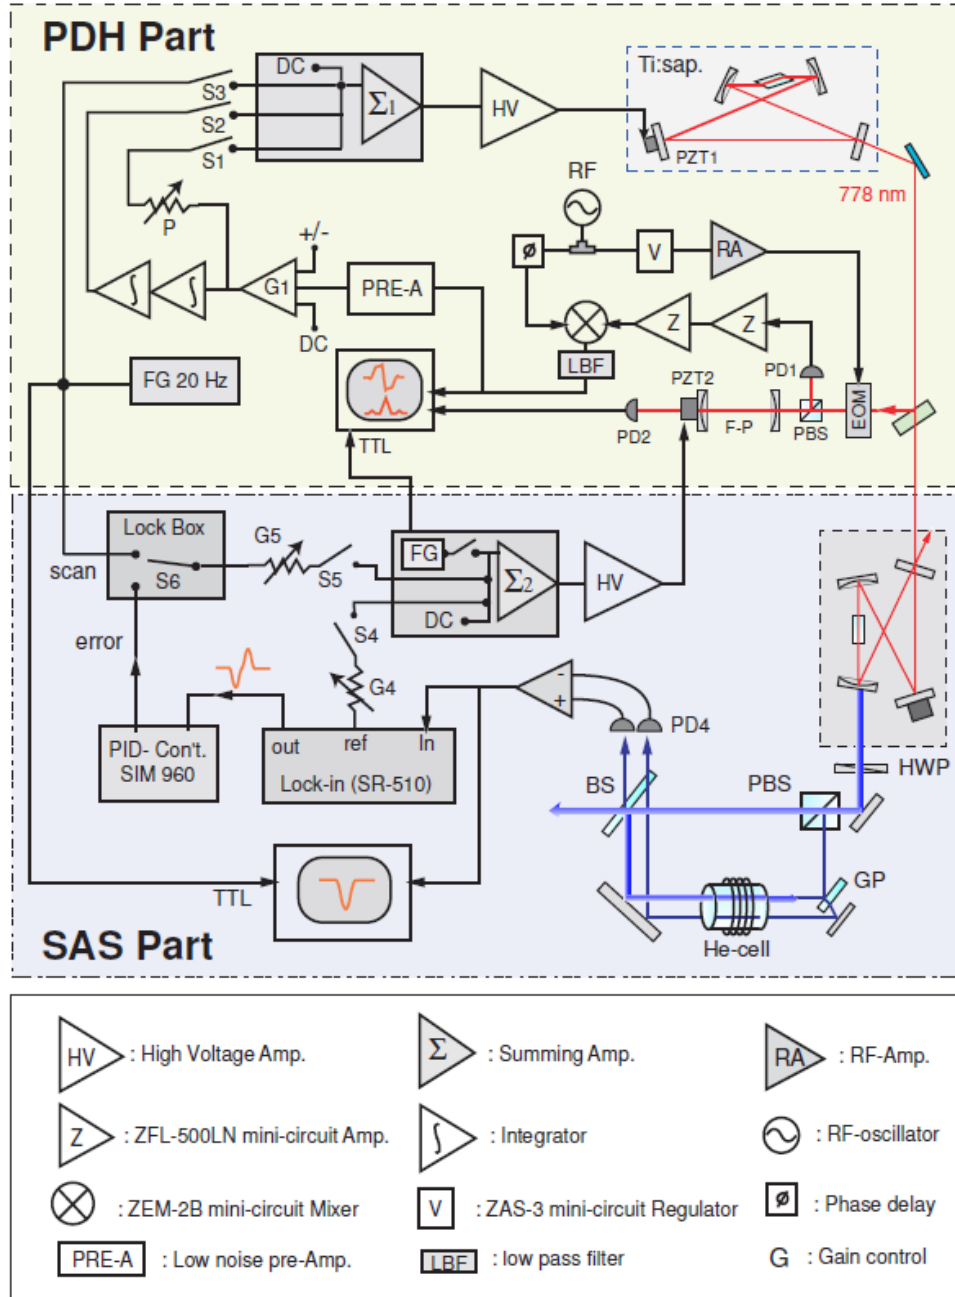 PDH Part
DC
S3
S2
S1
Σ1
HV
Ti:sap.
PZT1
778 nm
RF
P
+/-
G1
PRE-A
DC
ϕ
V
RA
Z
Z
LBF
FG 20 Hz
PZT2
PD1
EOM
TTL
PD2
F-P
PBS
Lock Box
scan
S6
G5
S5
FG
Σ2
HV
DC
error
S4
G4
PD4
PID- Con't.
SIM 960
out
ref
In
Lock-in (SR-510)
-
+
HWP
BS
PBS
GP
TTL
He-cell
SAS Part
HV : High Voltage Amp.
Σ : Summing Amp.
RA : RF-Amp.
Z : ZFL-500LN mini-circuit Amp.
∫ : Integrator
: RF-oscillator
: ZEM-2B mini-circuit Mixer
V : ZAS-3 mini-circuit Regulator
ϕ : Phase delay
PRE-A : Low noise pre-Amp.
LBF : low pass filter
G : Gain control